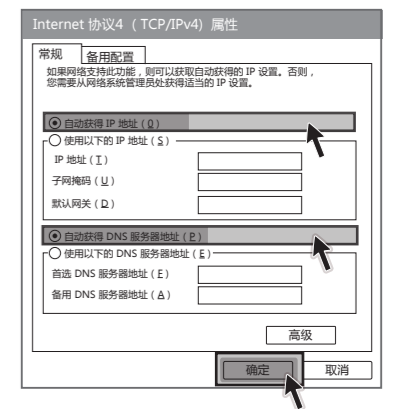 Internet 协议4 （ TCP/IPv4) 属性
常规 备用配置
如果网络支持此功能，则可以获取自动获得的 IP 设置。否则，
您需要从网络系统管理员处获得适当的 IP 设置。
自动获得 IP 地址 ( O )
使用以下的 IP 地址 ( S )
IP 地址 ( I )
子网掩码 ( U )
默认网关 ( D )
自动获得 DNS 服务器地址 ( P )
使用以下的 DNS 服务器地址 ( E )
首选 DNS 服务器地址 ( F )
备用 DNS 服务器地址 ( A )
高级
确定 取消